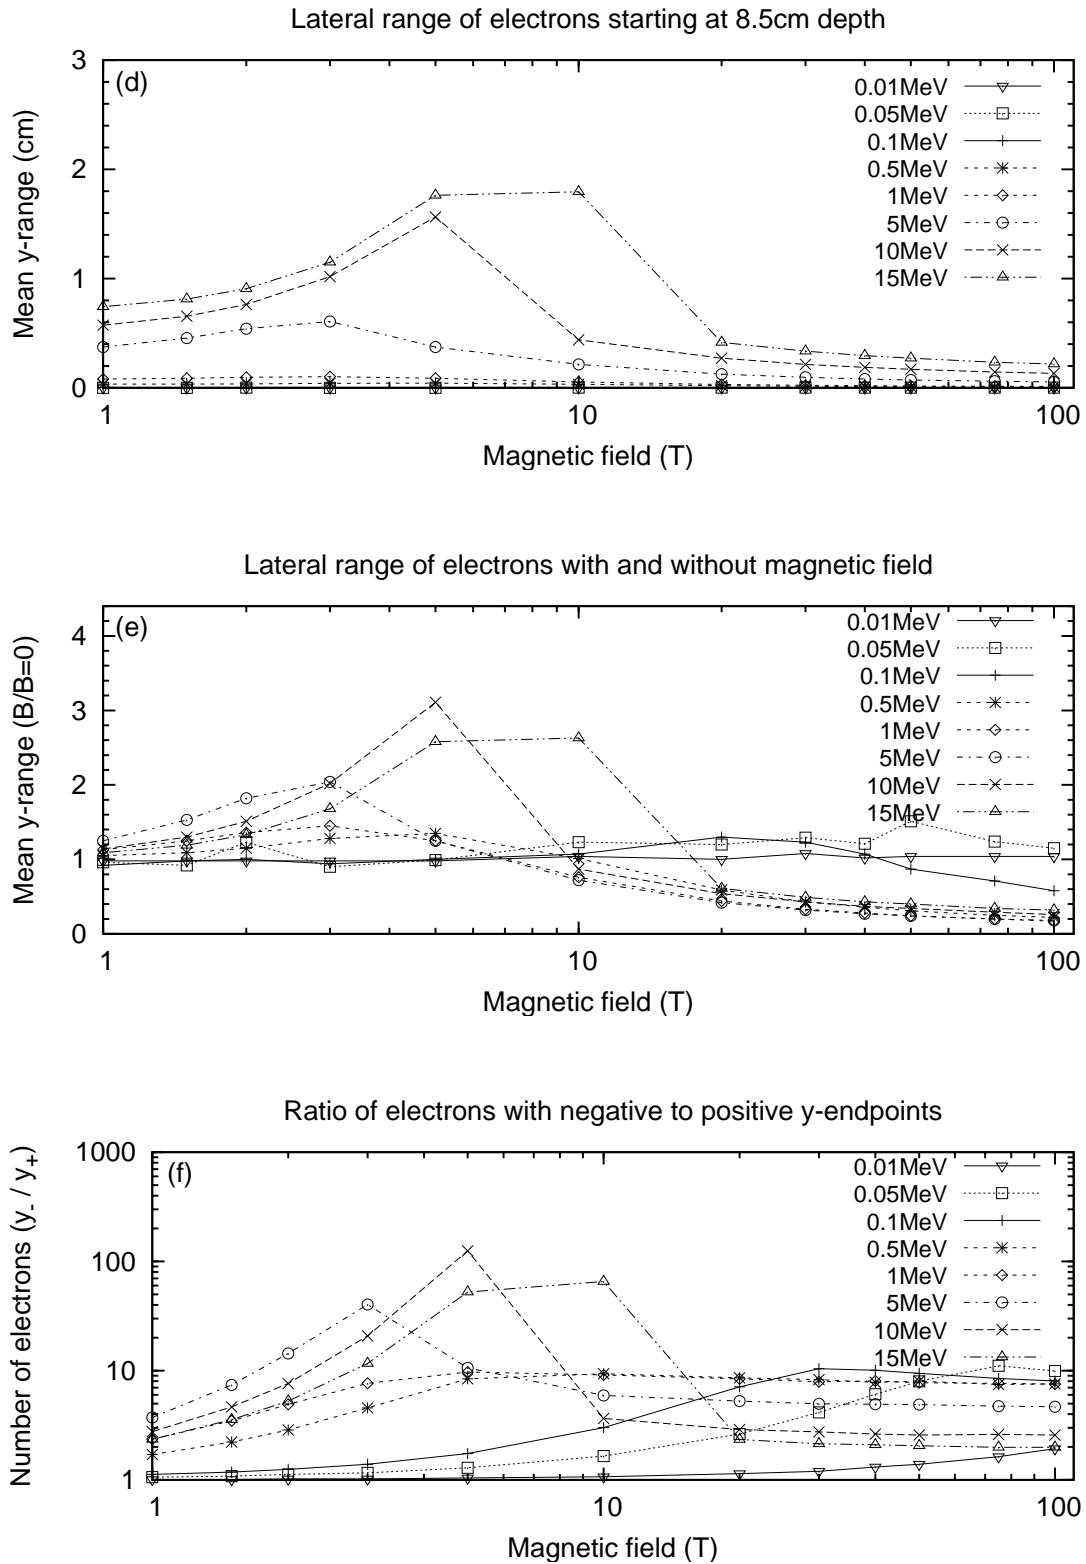 Lateral range of electrons starting at 8.5cm depth
(d)
Mean y-range (cm)
3
2
1
0
0.01MeV
0.05MeV
0.1MeV
0.5MeV
1MeV
5MeV
10MeV
15MeV
1
10
100
Magnetic field (T)
Lateral range of electrons with and without magnetic field
(e)
Mean y-range (B/B=0)
4
3
2
1
0
0.01MeV
0.05MeV
0.1MeV
0.5MeV
1MeV
5MeV
10MeV
15MeV
1
10
100
Magnetic field (T)
Ratio of electrons with negative to positive y-endpoints
(f)
Number of electrons (y₋ / y₊)
1000
100
10
1
0.01MeV
0.05MeV
0.1MeV
0.5MeV
1MeV
5MeV
10MeV
15MeV
1
10
100
Magnetic field (T)